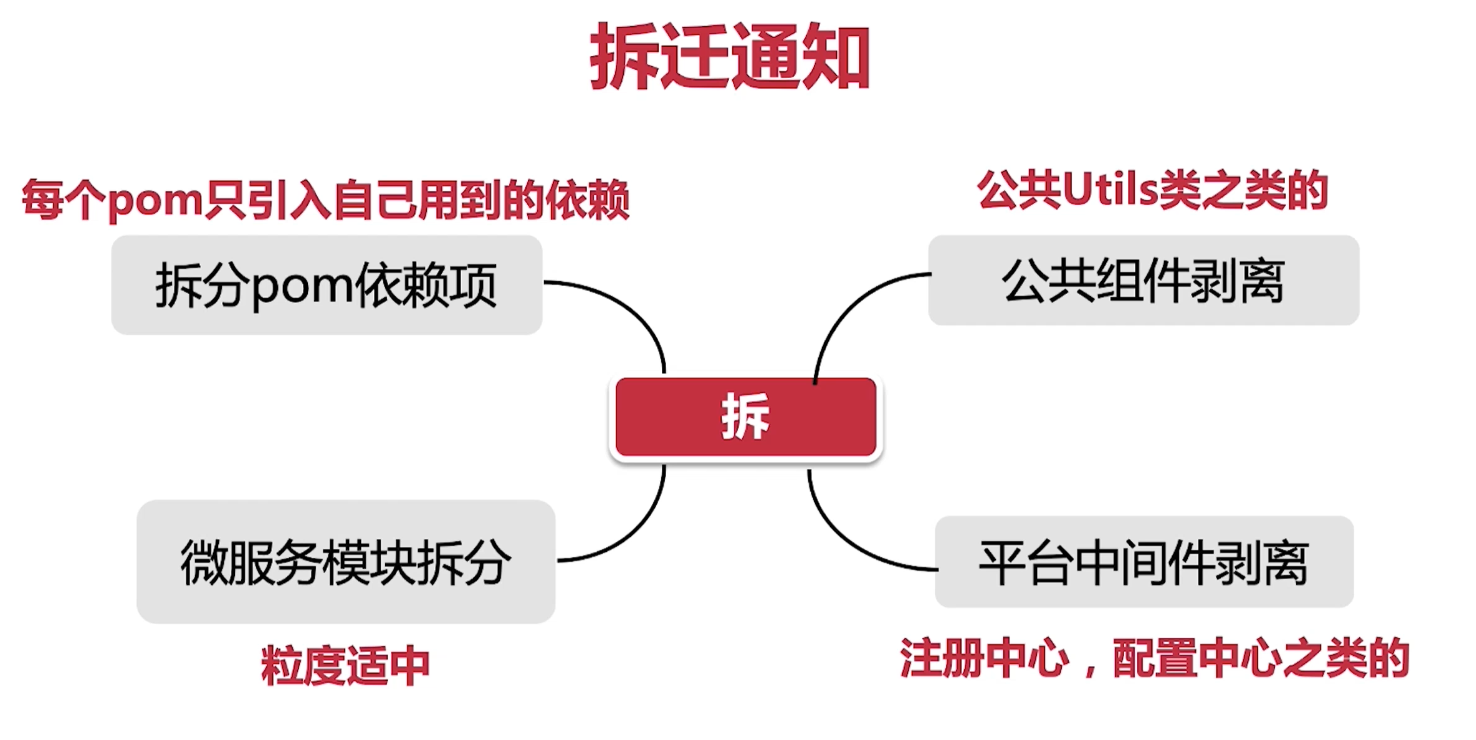 拆迁通知
每个pom只引入自己用到的依赖
拆分pom依赖项
公共Utils类之类的
公共组件剥离
拆
微服务模块拆分
粒度适中
平台中间件剥离
注册中心，配置中心之类的